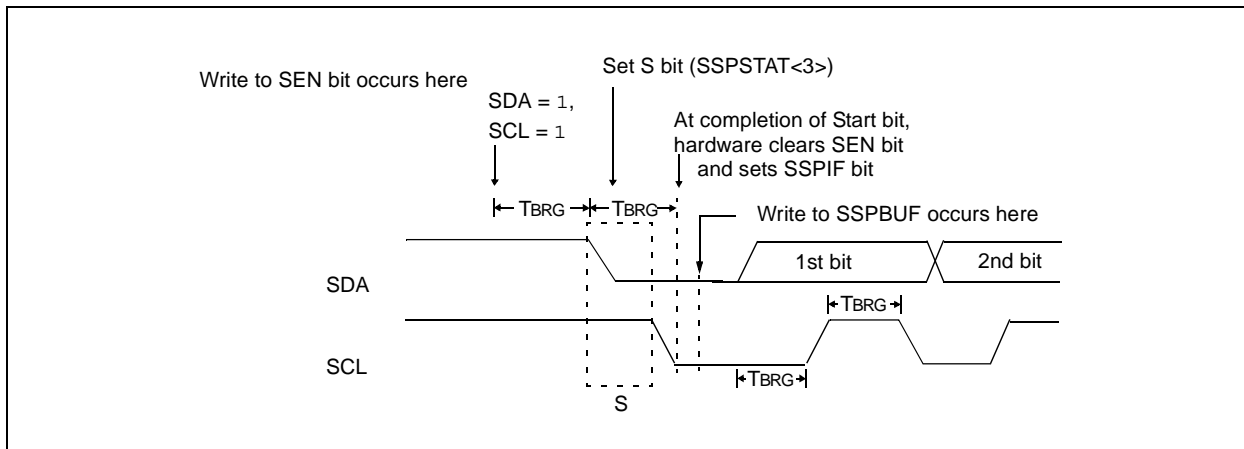 Write to SEN bit occurs here
Set S bit (SSPSTAT<3>)
SDA = 1,
SCL = 1
At completion of Start bit,
hardware clears SEN bit
and sets SSPIF bit
TBRG
TBRG
Write to SSPBUF occurs here
1st bit
2nd bit
SDA
TBRG
SCL
TBRG
S